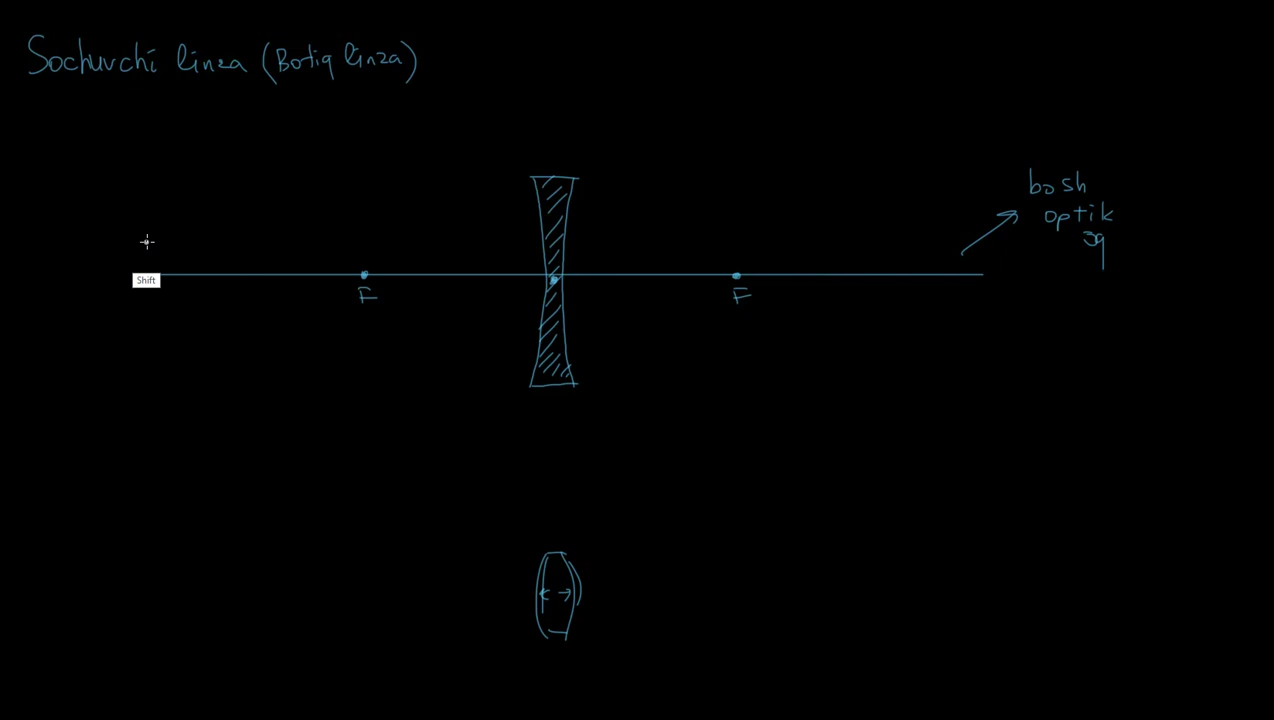 Sochuvchi linza (Botiq linza)
bosh
optik
o'q
Shift
F
F